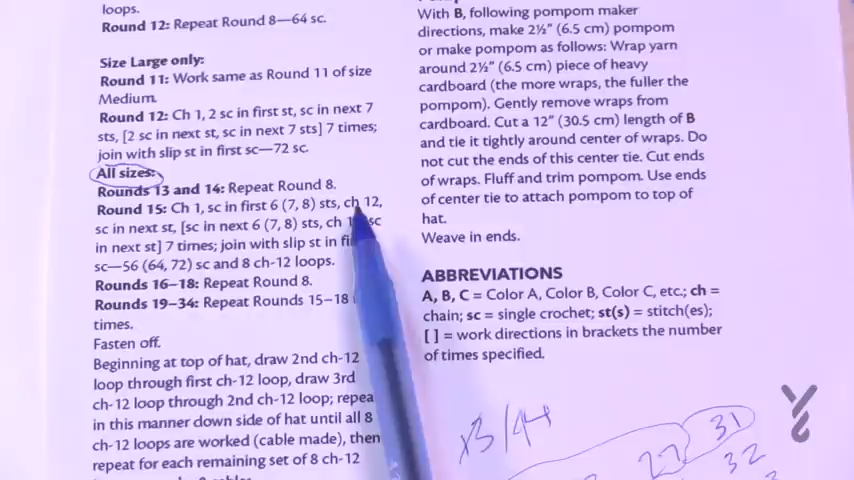 loops.
Round 12: Repeat Round 8—64 sc.
Size Large only:
Round 11: Work same as Round 11 of size
Medium.
Round 12: Ch 1, 2 sc in first st, sc in next 7
sts, [2 sc in next st, sc in next 7 sts] 7 times;
join with slip st in first sc—72 sc.
All sizes:
Rounds 13 and 14: Repeat Round 8.
Round 15: Ch 1, sc in first 6 (7, 8) sts, ch 12,
sc in next st, [sc in next 6 (7, 8) sts, ch sc
in next st] 7 times; join with slip st in
sc—56 (64, 72) sc and 8 ch-12 loops.
Rounds 16–18: Repeat Round 8.
Rounds 19–34: Repeat Rounds 15–18
times.
Fasten off.
Beginning at top of hat, draw 2nd ch-12
loop through first ch-12 loop, draw 3rd
ch-12 loop through 2nd ch-12 loop; repea
in this manner down side of hat until all 8
ch-12 loops are worked (cable made), then
repeat for each remaining set of 8 ch-12
With B, following pompom maker
directions, make 2½" (6.5 cm) pompom
or make pompom as follows: Wrap yarn
around 2½" (6.5 cm) piece of heavy
cardboard (the more wraps, the fuller the
pompom). Gently remove wraps from
cardboard. Cut a 12" (30.5 cm) length of B
and tie it tightly around center of wraps. Do
not cut the ends of this center tie. Cut ends
of wraps. Fluff and trim pompom. Use ends
of center tie to attach pompom to top of
hat.
Weave in ends.
ABBREVIATIONS
A, B, C = Color A, Color B, Color C, etc.; ch =
chain; sc = single crochet; st(s) = stitch(es);
[ ] = work directions in brackets the number
of times specified.
31
27
32